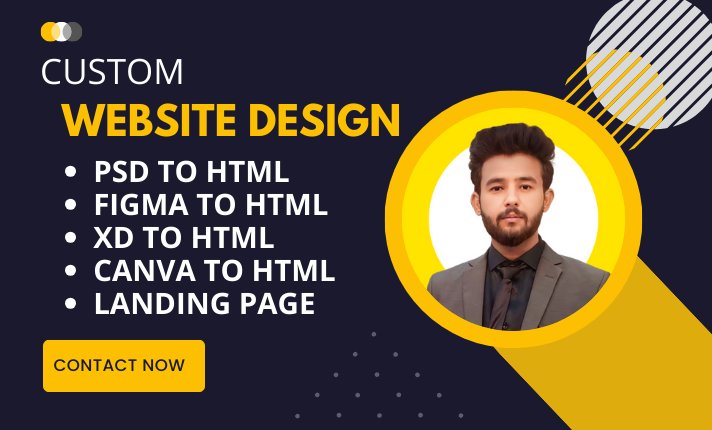 CUSTOM
WEBSITE DESIGN
PSD TO HTML
FIGMA TO HTML
XD TO HTML
CANVA TO HTML
LANDING PAGE
CONTACT NOW